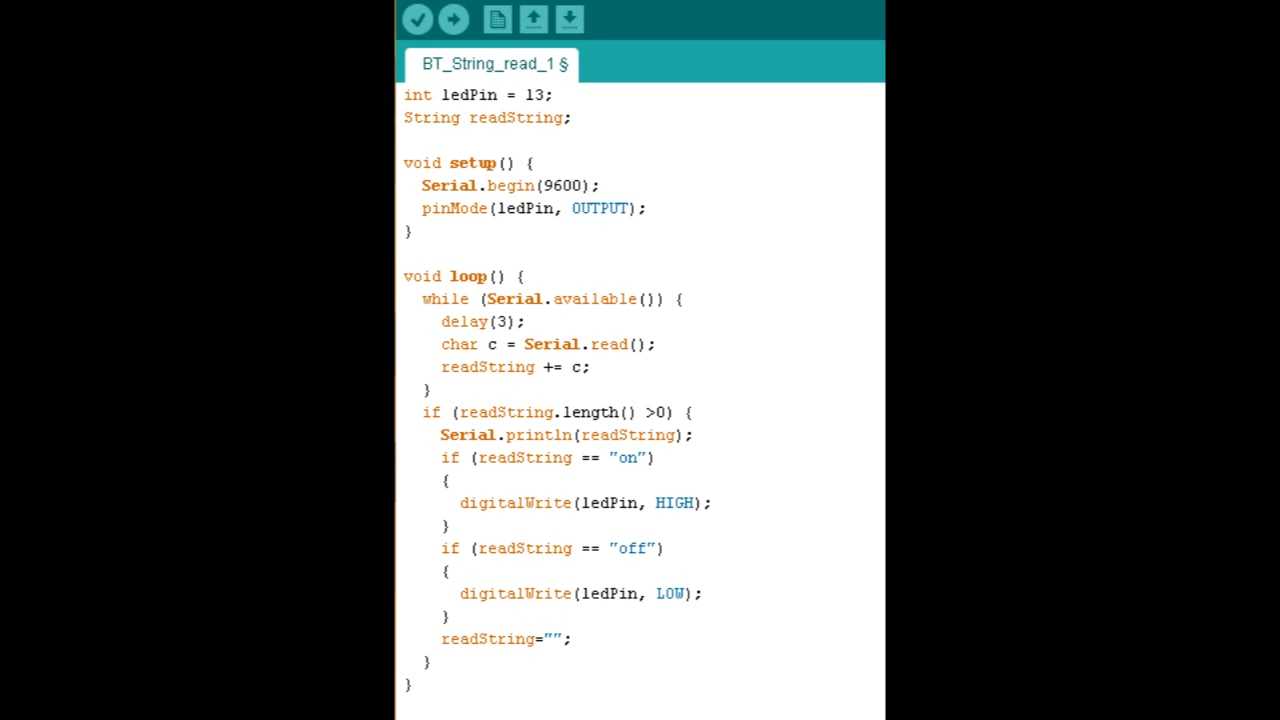 BT_String_read_1 §
int ledPin = 13;
String readString;
void setup() {
Serial.begin(9600);
pinMode(ledPin, OUTPUT);
}
void loop() {
while (Serial.available()) {
delay(3);
char c = Serial.read();
readString += c;
}
if (readString.length() >0) {
Serial.println(readString);
if (readString == "on")
{
digitalWrite(ledPin, HIGH);
}
if (readString == "off")
{
digitalWrite(ledPin, LOW);
}
readString="";
}
}